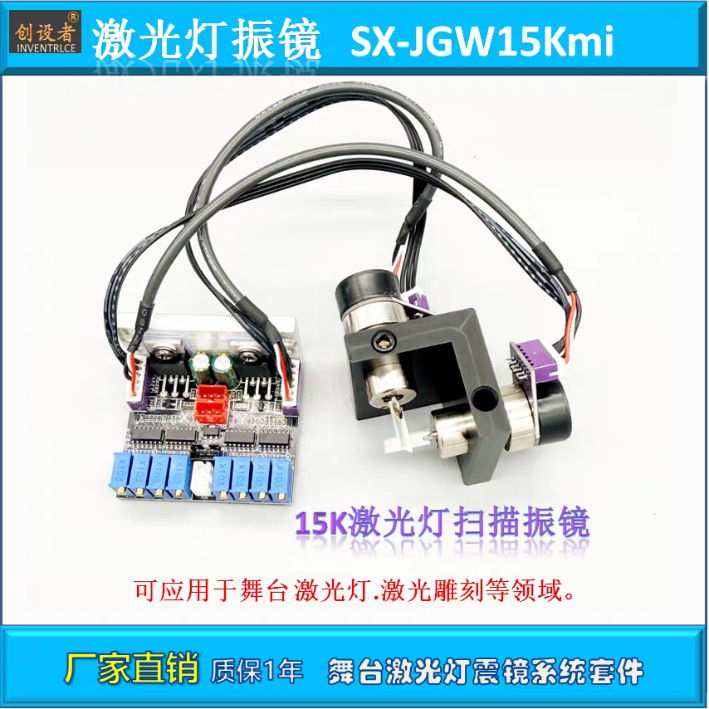 创设者®
INVENTRLCE
激光灯振镜 SX-JGW15Kmi
15K激光灯扫描振镜
可应用于舞台激光灯.激光雕刻等领域。
厂家直销 质保1年 舞台激光灯震镜系统套件